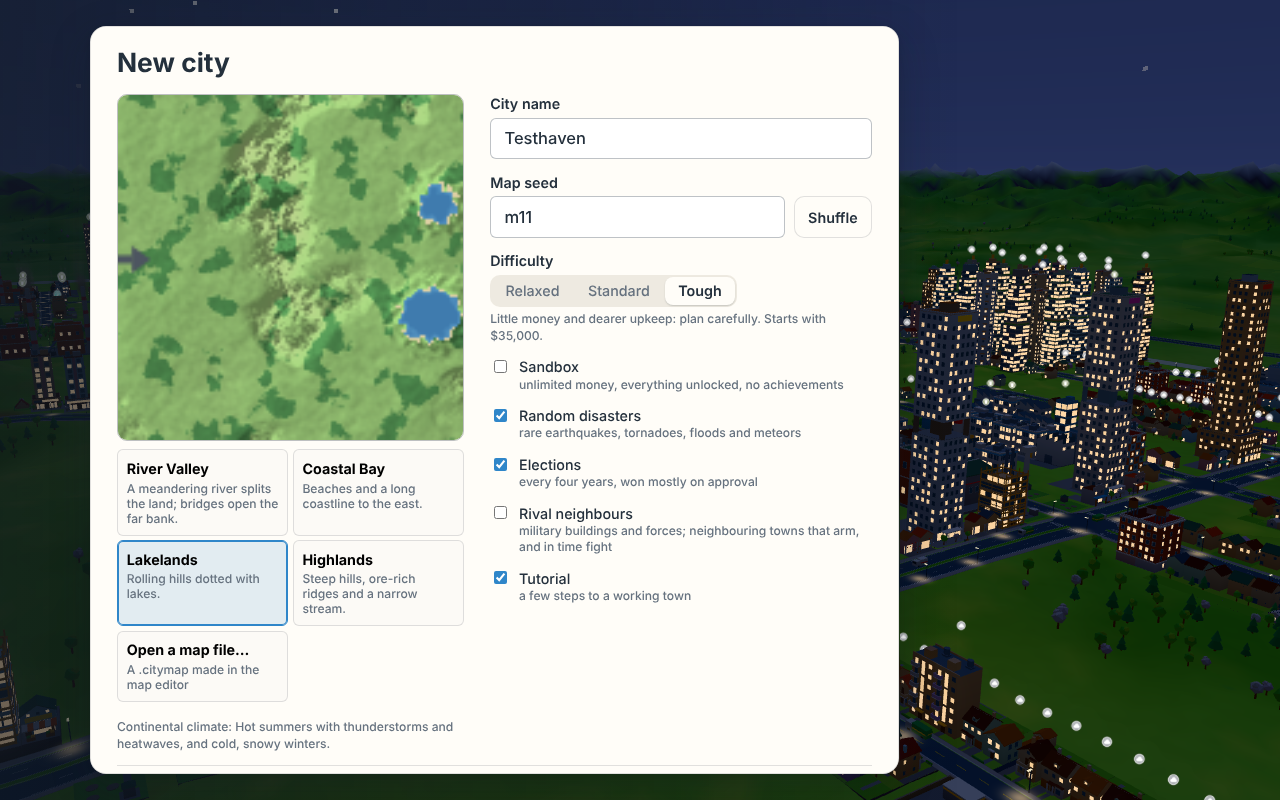 New city
City name
Testhaven
Map seed
m11
Shuffle
Difficulty
Relaxed
Standard
Tough
Little money and dearer upkeep: plan carefully. Starts with
$35,000.
Sandbox
unlimited money, everything unlocked, no achievements
Random disasters
rare earthquakes, tornadoes, floods and meteors
Elections
every four years, won mostly on approval
Rival neighbours
military buildings and forces; neighbouring towns that arm,
and in time fight
Tutorial
a few steps to a working town
River Valley
A meandering river splits
the land; bridges open the
far bank.
Coastal Bay
Beaches and a long
coastline to the east.
Lakelands
Rolling hills dotted with
lakes.
Highlands
Steep hills, ore-rich
ridges and a narrow
stream.
Open a map file...
A .citymap made in the
map editor
Continental climate: Hot summers with thunderstorms and
heatwaves, and cold, snowy winters.